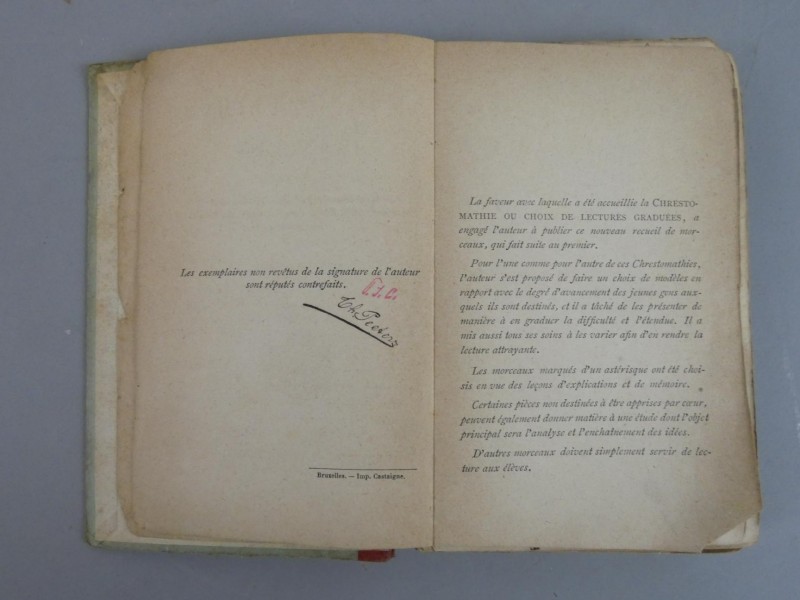 Les exemplaires non revêtus de la signature de l'auteur
sont réputés contrefaits.
Th. Peeters
Bruxelles. — Imp. Castaigne.
La faveur avec laquelle a été accueillie la CHRESTO-
MATHIE OU CHOIX DE LECTURES GRADUÉES, a
engagé l'auteur à publier ce nouveau recueil de mor-
ceaux, qui fait suite au premier.
Pour l'une comme pour l'autre de ces Chrestomathies,
l'auteur s'est proposé de faire un choix de modèles en
rapport avec le degré d'avancement des jeunes gens aux-
quels ils sont destinés, et il a tâché de les présenter de
manière à en graduer la difficulté et l'étendue. Il a
mis aussi tous ses soins à les varier afin d'en rendre la
lecture attrayante.
Les morceaux marqués d'un astérisque ont été choi-
sis en vue des leçons d'explications et de mémoire.
Certaines pièces non destinées à être apprises par cœur,
peuvent également donner matière à une étude dont l'objet
principal sera l'analyse et l'enchaînement des idées.
D'autres morceaux doivent simplement servir de lec-
ture aux élèves.